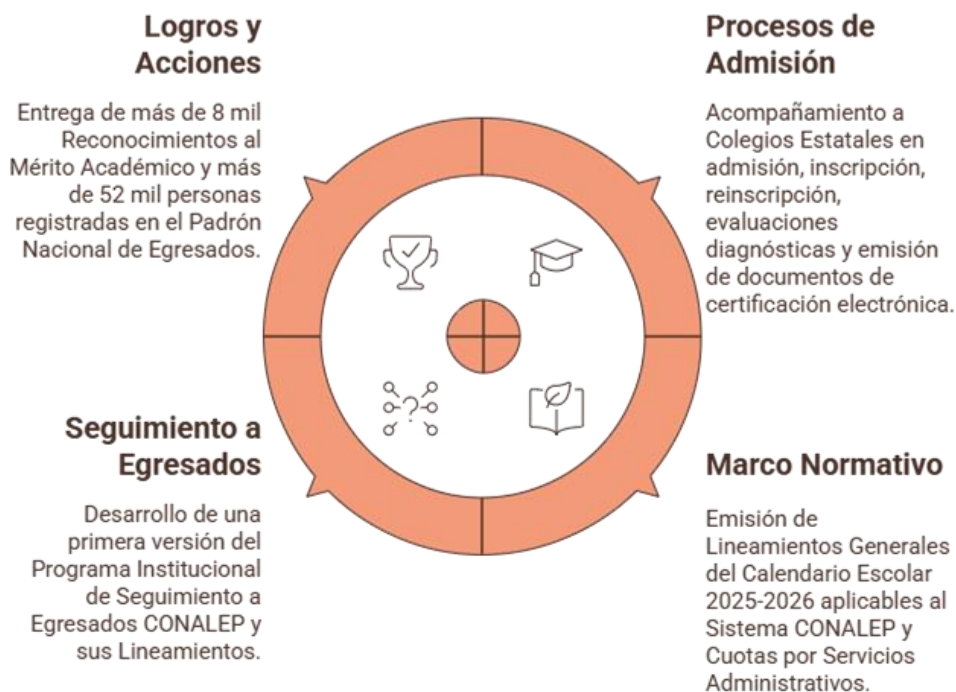 Logros y
Acciones
Entrega de más de 8 mil
Reconocimientos al
Mérito Académico y más
de 52 mil personas
registradas en el Padrón
Nacional de Egresados.
Procesos de
Admisión
Acompañamiento a
Colegios Estatales en
admisión, inscripción,
reinscripción,
evaluaciones
diagnósticas y emisión
de documentos de
certificación electrónica.
Seguimiento a
Egresados
Desarrollo de una
primera versión del
Programa Institucional
de Seguimiento a
Egresados CONALEP y
sus Lineamientos.
Marco Normativo
Emisión de
Lineamientos Generales
del Calendario Escolar
2025-2026 aplicables al
Sistema CONALEP y
Cuotas por Servicios
Administrativos.